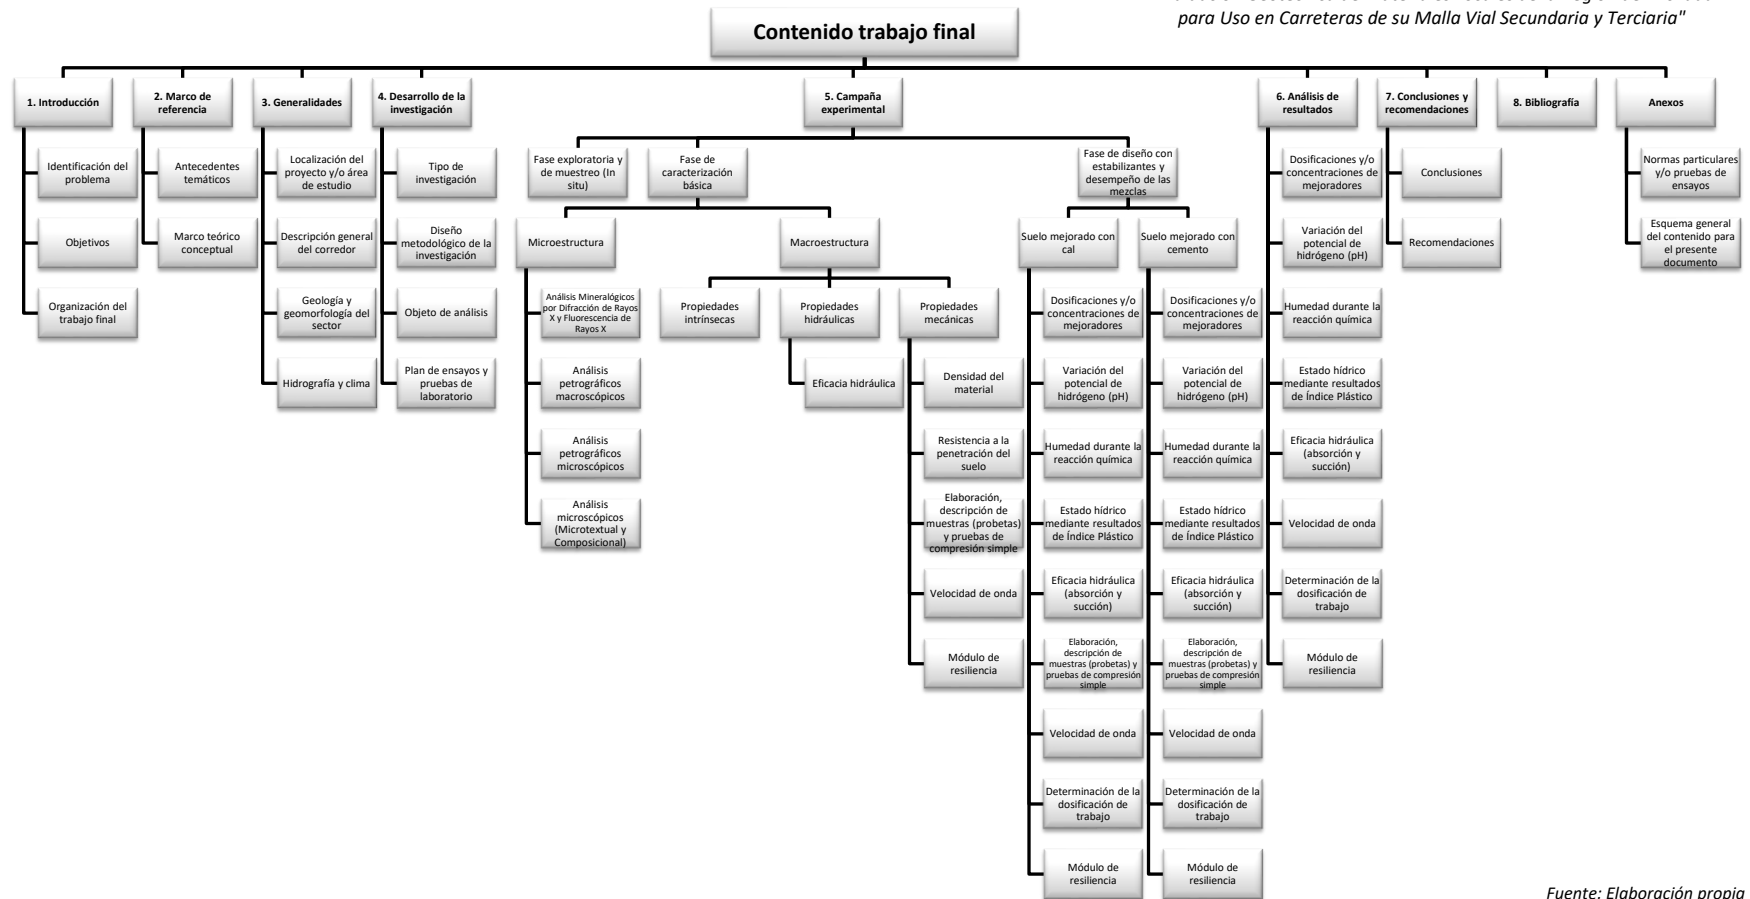 para Uso en Carreteras de su Malla Vial Secundaria y Terciaria"
Contenido trabajo final
1. Introducción
Identificación del
problema
Objetivos
Organización del
trabajo final
2. Marco de
referencia
Antecedentes
temáticos
Marco teórico
conceptual
3. Generalidades
Localización del
proyecto y/o área
de estudio
Descripción general
del corredor
Geología y
geomorfología del
sector
Hidrografía y clima
4. Desarrollo de la
investigación
Tipo de
investigación
Diseño
metodológico de la
investigación
Objeto de análisis
Plan de ensayos y
pruebas de
laboratorio
5. Campaña
experimental
Fase exploratoria y
de muestreo (In
situ)
Fase de
caracterización
básica
Microestructura
Análisis Mineralógicos
por Difracción de Rayos
X y Fluorescencia de
Rayos X
Análisis
petrográficos
macroscópicos
Análisis
petrográficos
microscópicos
Análisis
microscópicos
(Microtextual y
Composicional)
Macroestructura
Propiedades
intrínsecas
Propiedades
hidráulicas
Eficacia hidráulica
Propiedades
mecánicas
Densidad del
material
Resistencia a la
penetración del
suelo
Elaboración,
descripción de
muestras (probetas)
y pruebas de
compresión simple
Velocidad de onda
Módulo de
resiliencia
Fase de diseño con
estabilizantes y
desempeño de las
mezclas
Suelo mejorado con
cal
Dosificaciones y/o
concentraciones de
mejoradores
Variación del
potencial de
hidrógeno (pH)
Humedad durante la
reacción química
Estado hídrico
mediante resultados
de Índice Plástico
Eficacia hidráulica
(absorción y
succión)
Elaboración,
descripción de
muestras (probetas) y
pruebas de compresión
simple
Velocidad de onda
Determinación de la
dosificación de
trabajo
Módulo de
resiliencia
Suelo mejorado con
cemento
Dosificaciones y/o
concentraciones de
mejoradores
Variación del
potencial de
hidrógeno (pH)
Humedad durante la
reacción química
Estado hídrico
mediante resultados
de Índice Plástico
Eficacia hidráulica
(absorción y
succión)
Elaboración,
descripción de
muestras (probetas) y
pruebas de compresión
simple
Velocidad de onda
Determinación de la
dosificación de
trabajo
Módulo de
resiliencia
6. Análisis de
resultados
Dosificaciones y/o
concentraciones de
mejoradores
Variación del
potencial de
hidrógeno (pH)
Humedad durante la
reacción química
Estado hídrico
mediante resultados
de Índice Plástico
Eficacia hidráulica
(absorción y
succión)
Velocidad de onda
Determinación de la
dosificación de
trabajo
Módulo de
resiliencia
7. Conclusiones y
recomendaciones
Conclusiones
Recomendaciones
8. Bibliografía
Anexos
Normas particulares
y/o pruebas de
ensayos
Esquema general
del contenido para
el presente
documento
Fuente: Elaboración propia